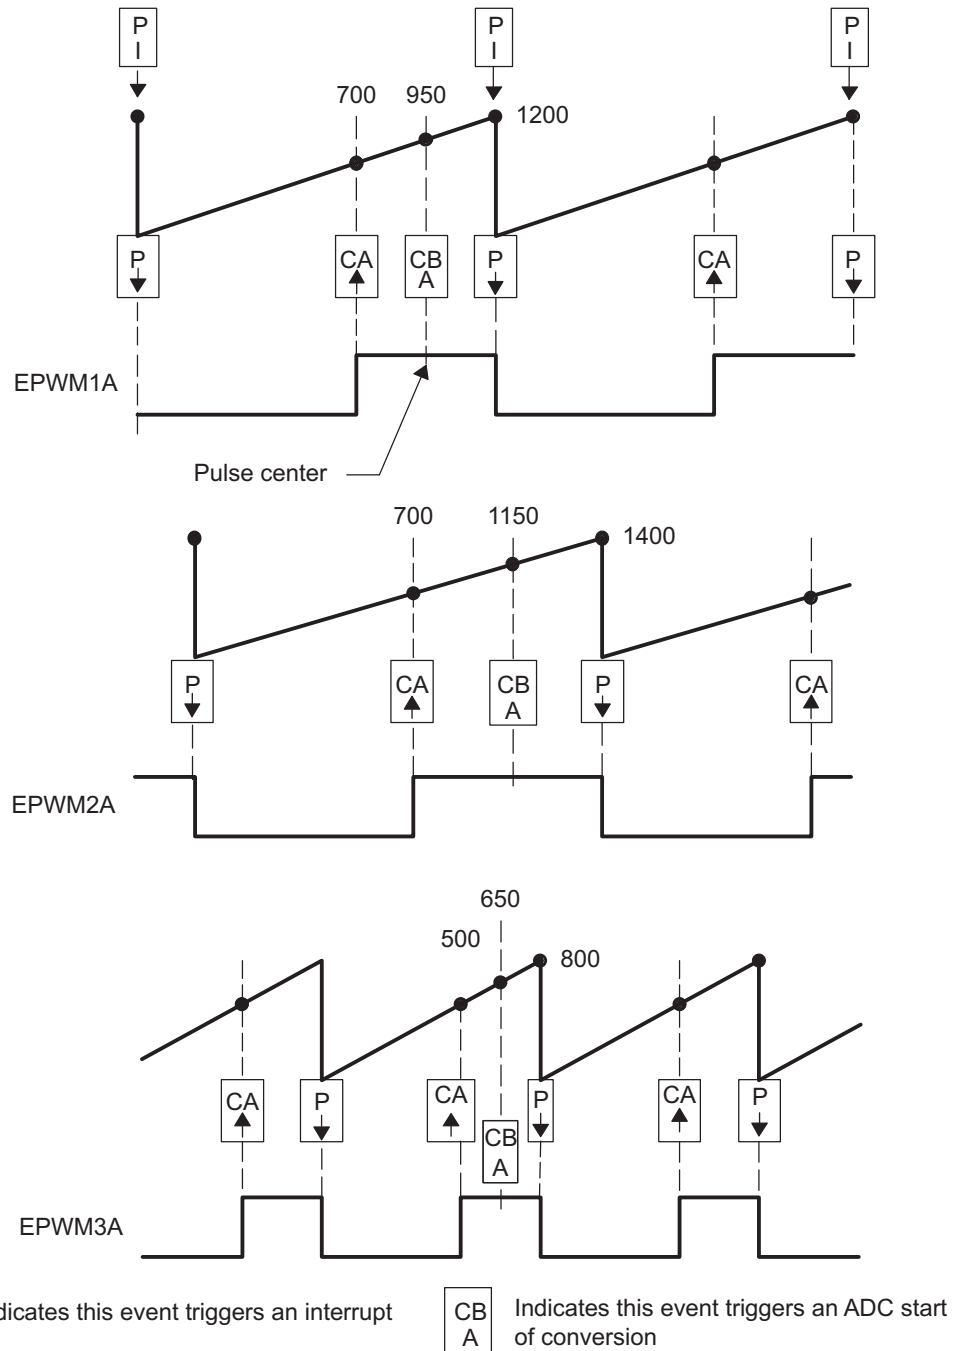 P
I
P
I
P
I
700
950
1200
P
CA
CB
A
P
CA
P
EPWM1A
Pulse center
700
1150
1400
P
CA
CB
A
P
CA
EPWM2A
650
500
800
CA
P
CA
CB
A
P
CA
P
EPWM3A
dicates this event triggers an interrupt
CB
A
Indicates this event triggers an ADC start
of conversion